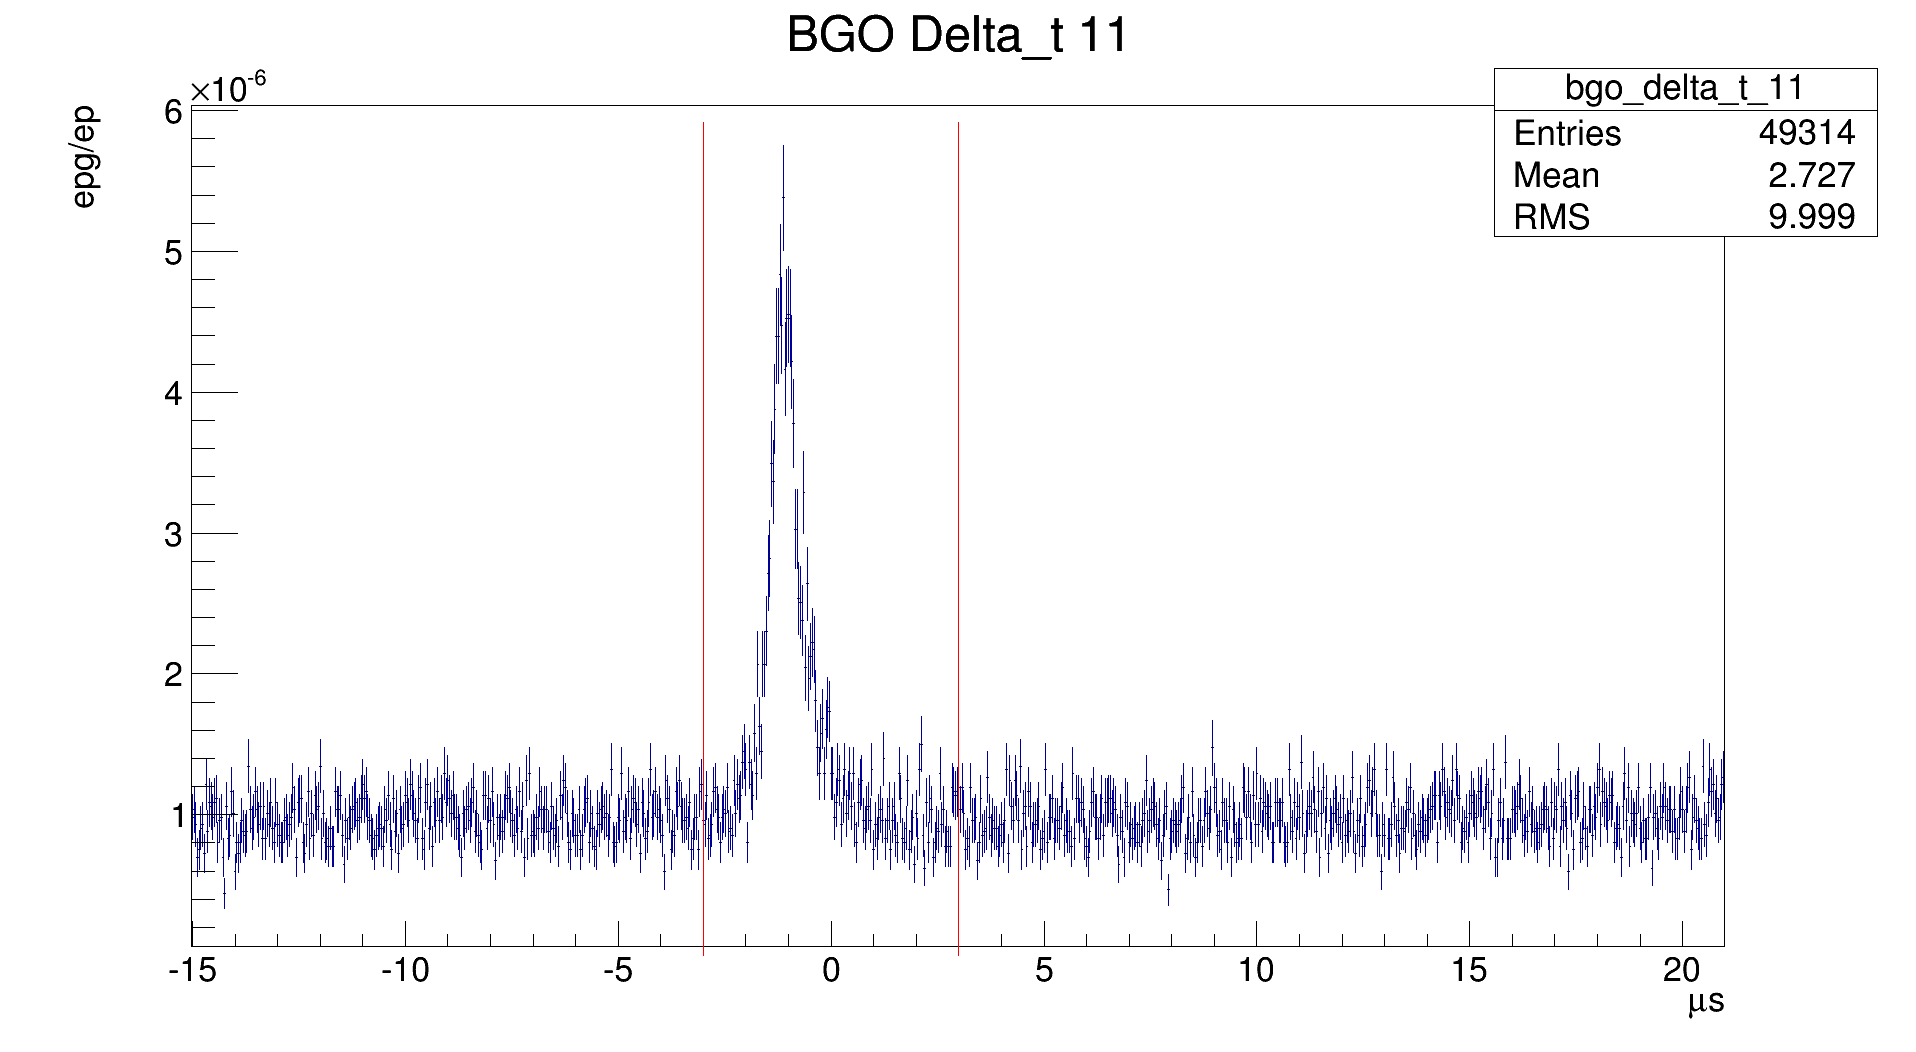 BGO Delta_t 11
×10-6
epg/ep
bgo_delta_t_11
Entries 49314
Mean 2.727
RMS 9.999
6
5
4
3
2
1
-15 -10 -5 0 5 10 15 20
μs